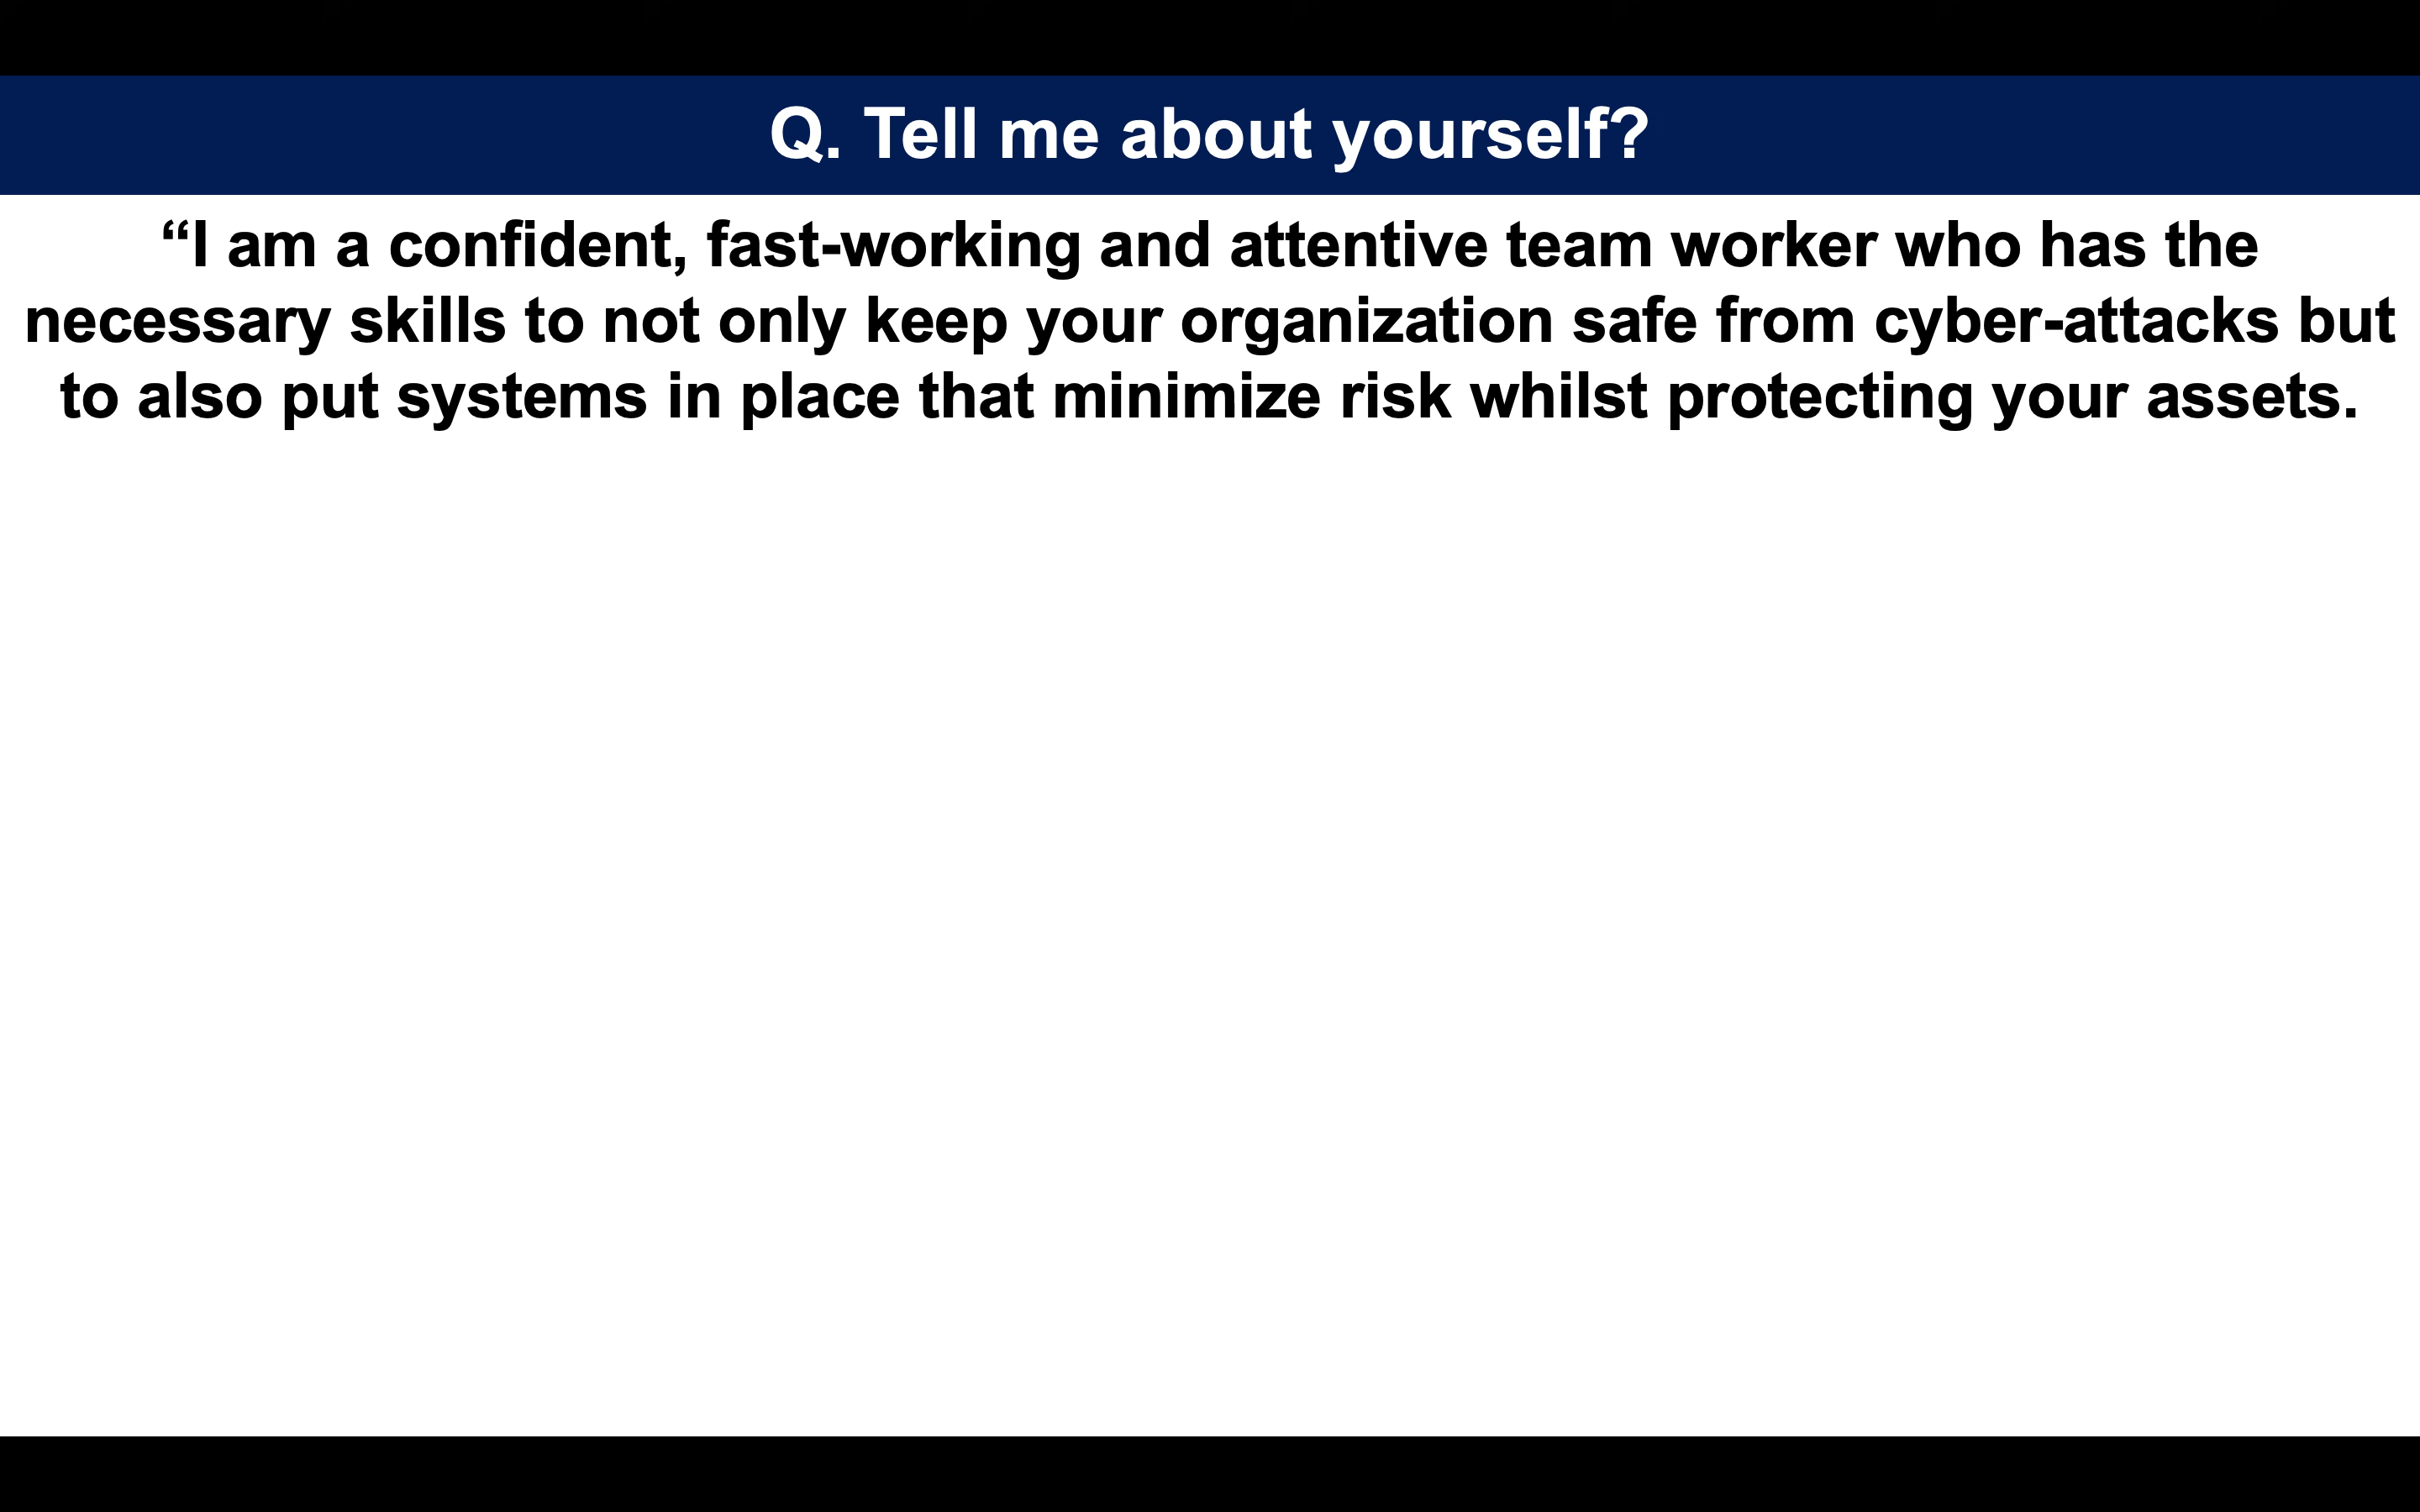 Q. Tell me about yourself?
“I am a confident, fast-working and attentive team worker who has the
necessary skills to not only keep your organization safe from cyber-attacks but
to also put systems in place that minimize risk whilst protecting your assets.